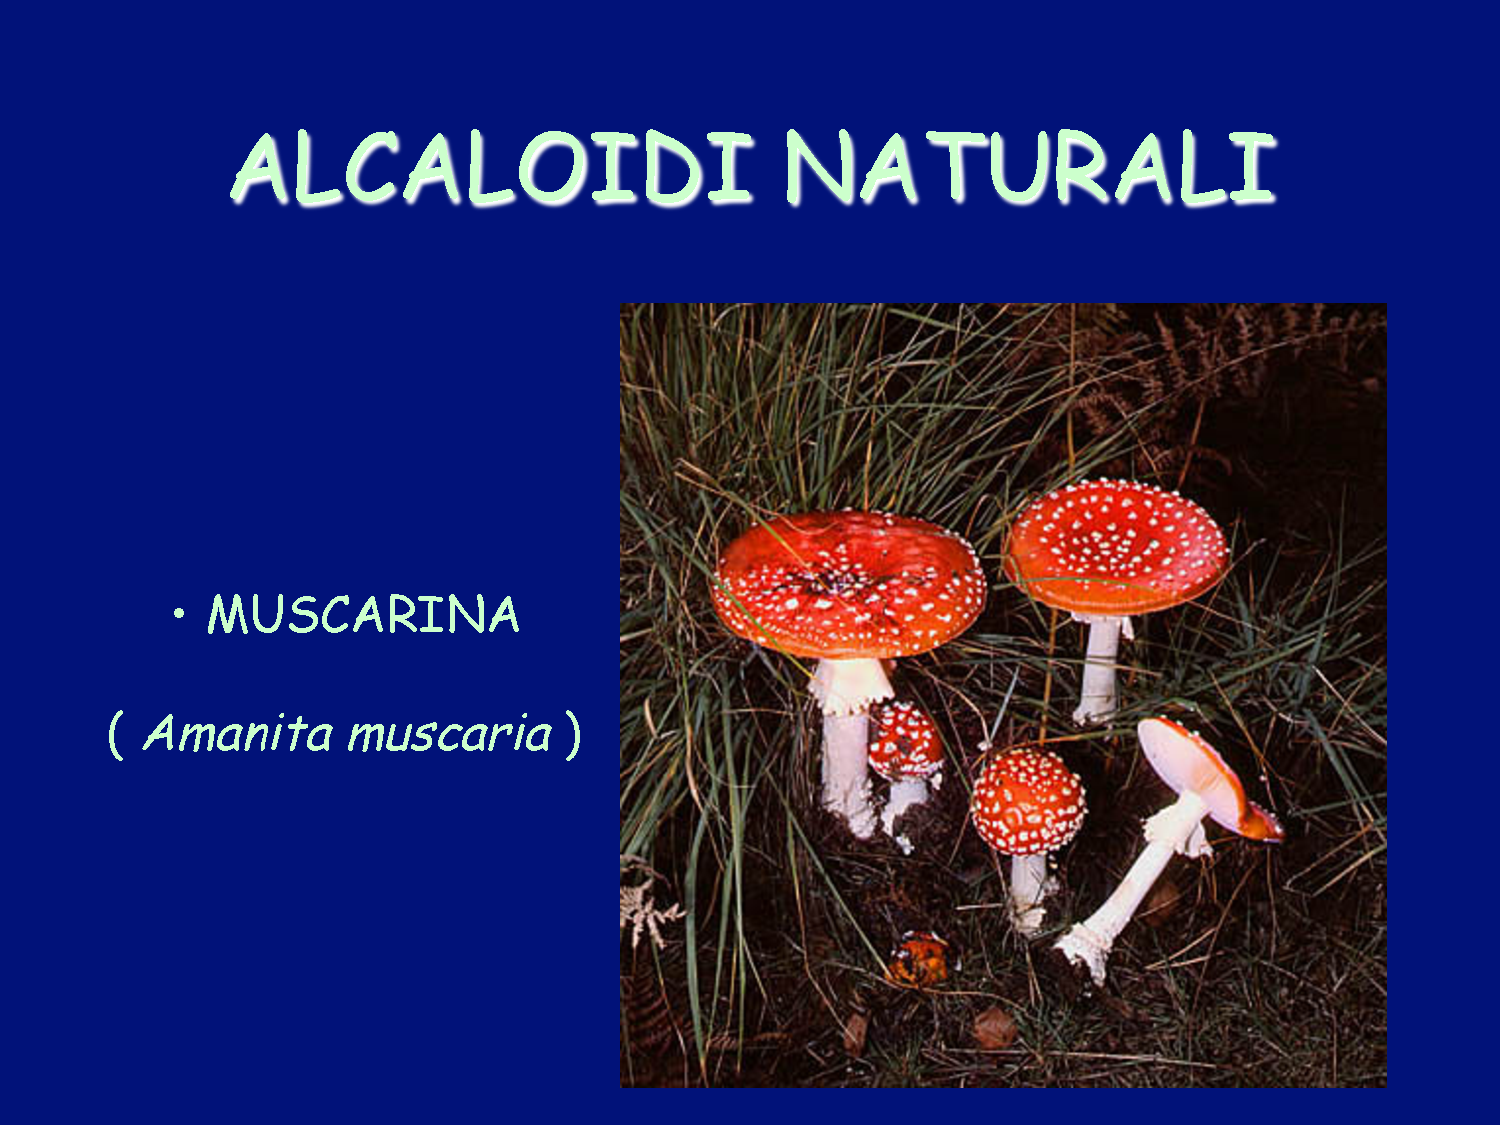 ALCALOIDI NATURALI
• MUSCARINA
( Amanita muscaria )